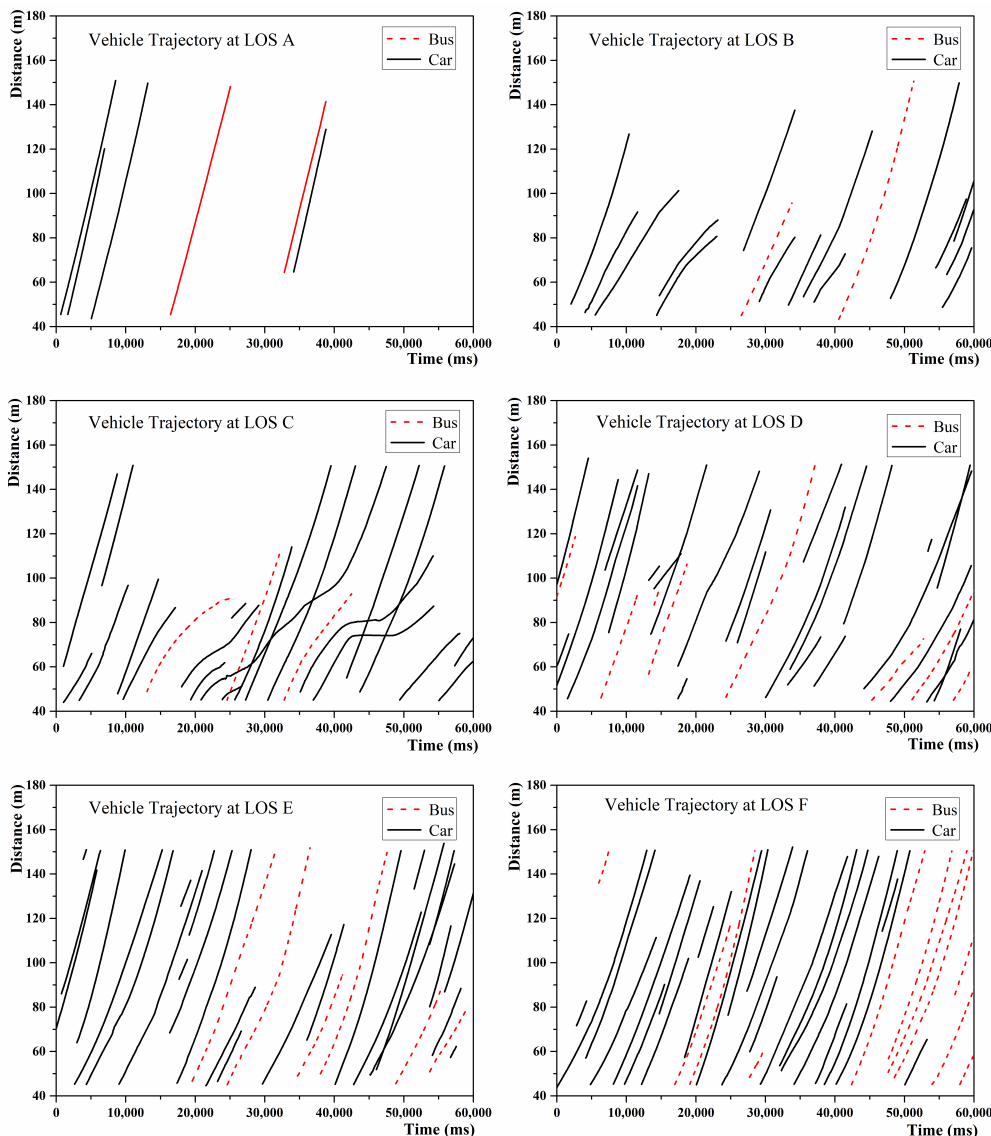 Vehicle Trajectory at LOS A
Bus
Car
Distance (m)
180
160
140
120
100
80
60
40
0 10,000 20,000 30,000 40,000 50,000 60,000
Time (ms)
Vehicle Trajectory at LOS B
Bus
Car
Distance (m)
180
160
140
120
100
80
60
40
0 10,000 20,000 30,000 40,000 50,000 60,000
Time (ms)
Vehicle Trajectory at LOS C
Bus
Car
Distance (m)
180
160
140
120
100
80
60
40
0 10,000 20,000 30,000 40,000 50,000 60,000
Time (ms)
Vehicle Trajectory at LOS D
Bus
Car
Distance (m)
180
160
140
120
100
80
60
40
0 10,000 20,000 30,000 40,000 50,000 60,000
Time (ms)
Vehicle Trajectory at LOS E
Bus
Car
Distance (m)
180
160
140
120
100
80
60
40
0 10,000 20,000 30,000 40,000 50,000 60,000
Time (ms)
Vehicle Trajectory at LOS F
Bus
Car
Distance (m)
180
160
140
120
100
80
60
40
0 10,000 20,000 30,000 40,000 50,000 60,000
Time (ms)